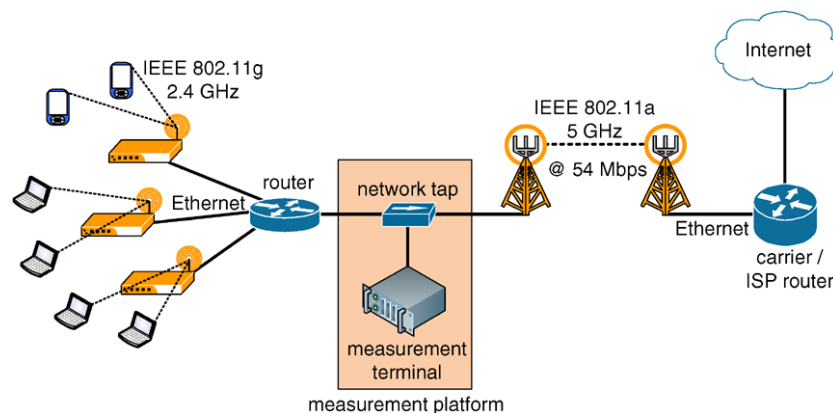 IEEE 802.11g
2.4 GHz
Ethernet
router
network tap
measurement
terminal
measurement platform
IEEE 802.11a
5 GHz
@ 54 Mbps
Internet
Ethernet
carrier /
ISP router